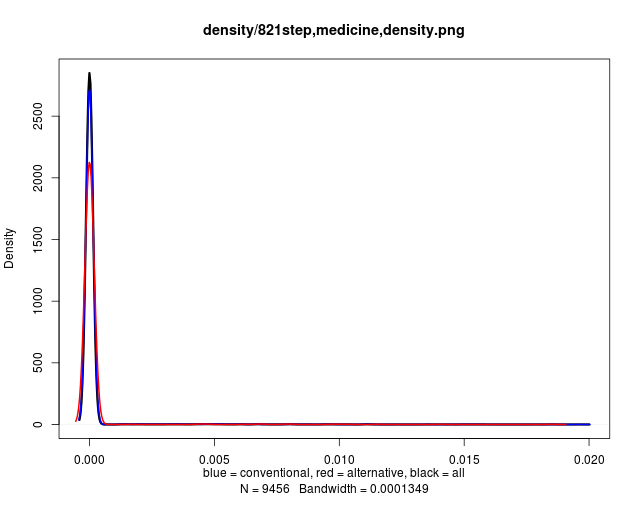 density/821step,medicine,density.png
Density
2500
2000
1500
1000
500
0
0.000 0.005 0.010 0.015 0.020
blue = conventional, red = alternative, black = all
N = 9456 Bandwidth = 0.0001349